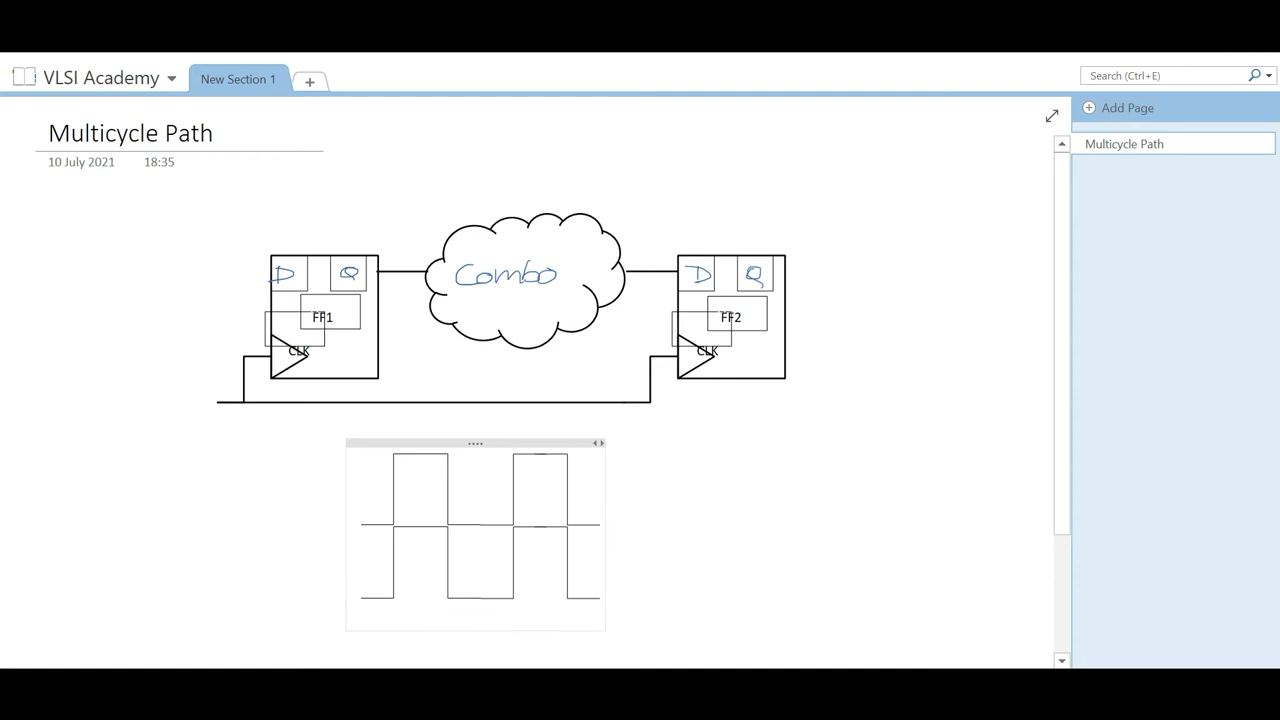 VLSI Academy
New Section 1
+
Search (Ctrl+E)
Add Page
Multicycle Path
Multicycle Path
10 July 2021 18:35
D Q
Combo
D Q
FF1
FF2
CLK
CLK